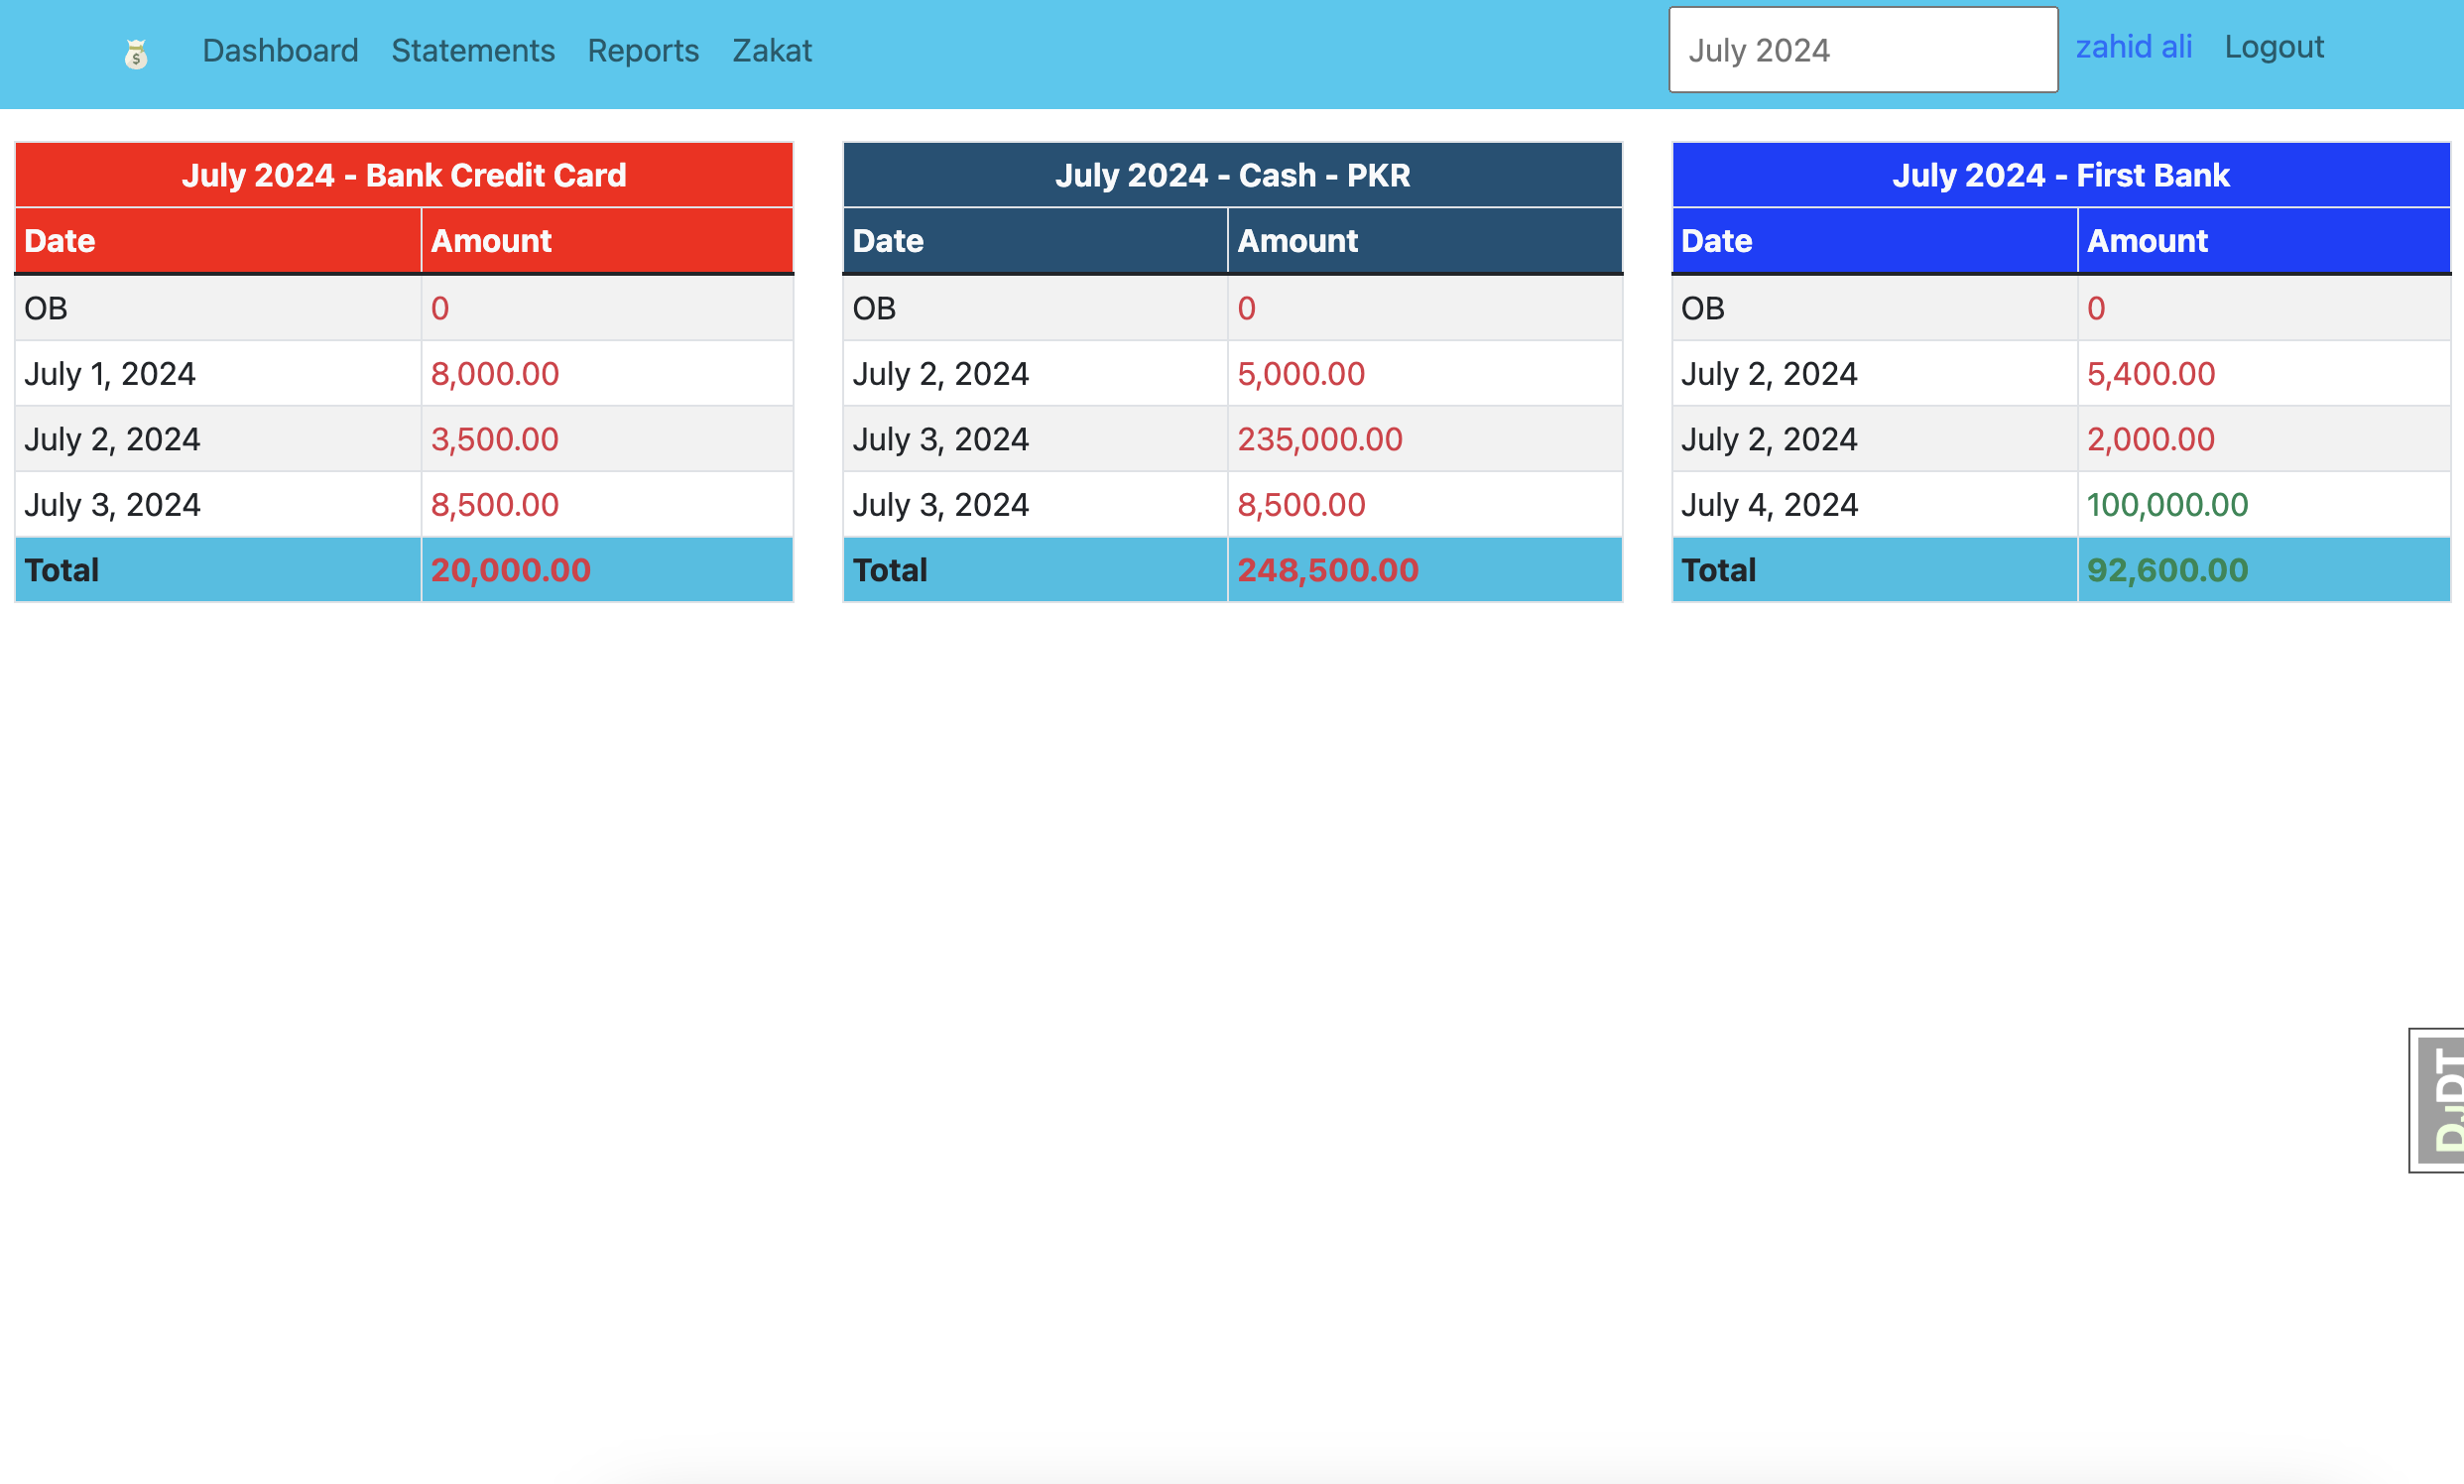 Dashboard Statements Reports Zakat July 2024 zahid ali Logout
July 2024 - Bank Credit Card
Date Amount
OB 0
July 1, 2024 8,000.00
July 2, 2024 3,500.00
July 3, 2024 8,500.00
Total 20,000.00
July 2024 - Cash - PKR
Date Amount
OB 0
July 2, 2024 5,000.00
July 3, 2024 235,000.00
July 3, 2024 8,500.00
Total 248,500.00
July 2024 - First Bank
Date Amount
OB 0
July 2, 2024 5,400.00
July 2, 2024 2,000.00
July 4, 2024 100,000.00
Total 92,600.00
DJDT